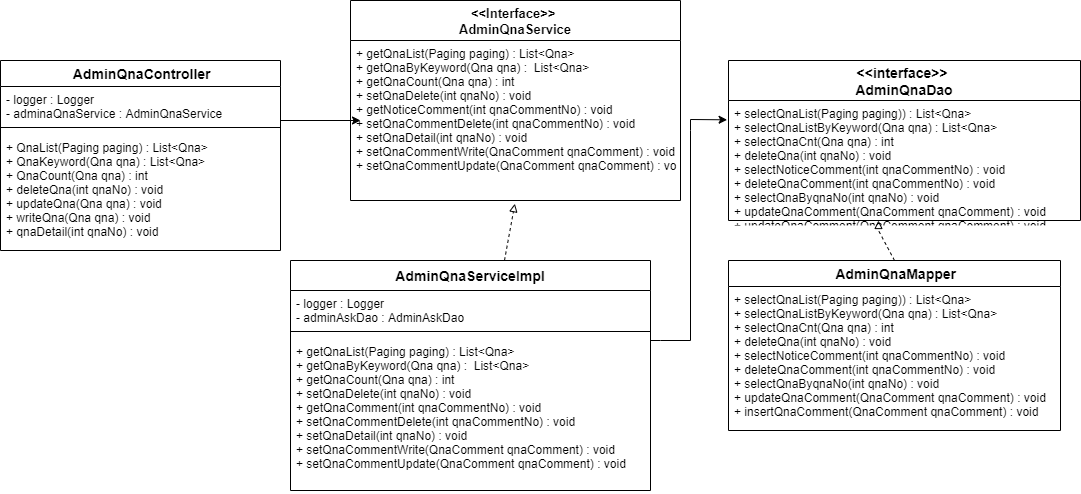 AdminQnaController
- logger : Logger
- adminaQnaService : AdminQnaService
+ QnaList(Paging paging) : List<Qna>
+ QnaKeyword(Qna qna) : List<Qna>
+ QnaCount(Qna qna) : int
+ deleteQna(int qnaNo) : void
+ updateQna(Qna qna) : void
+ writeQna(Qna qna) : void
+ qnaDetail(int qnaNo) : void
<<Interface>>
AdminQnaService
+ getQnaList(Paging paging) : List<Qna>
+ getQnaByKeyword(Qna qna) :  List<Qna>
+ getQnaCount(Qna qna) : int
+ setQnaDelete(int qnaNo) : void
+ getNoticeComment(int qnaCommentNo) : void
+ setQnaCommentDelete(int qnaCommentNo) : void
+ setQnaDetail(int qnaNo) : void
+ setQnaCommentWrite(QnaComment qnaComment) : void
+ setQnaCommentUpdate(QnaComment qnaComment) : vo
AdminQnaServiceImpl
- logger : Logger
- adminAskDao : AdminAskDao
+ getQnaList(Paging paging) : List<Qna>
+ getQnaByKeyword(Qna qna) :  List<Qna>
+ getQnaCount(Qna qna) : int
+ setQnaDelete(int qnaNo) : void
+ getQnaComment(int qnaCommentNo) : void
+ setQnaCommentDelete(int qnaCommentNo) : void
+ setQnaDetail(int qnaNo) : void
+ setQnaCommentWrite(QnaComment qnaComment) : void
+ setQnaCommentUpdate(QnaComment qnaComment) : void
<<interface>>
AdminQnaDao
+ selectQnaList(Paging paging)) : List<Qna>
+ selectQnaListByKeyword(Qna qna) : List<Qna>
+ selectQnaCnt(Qna qna) : int
+ deleteQna(int qnaNo) : void
+ selectNoticeComment(int qnaCommentNo) : void
+ deleteQnaComment(int qnaCommentNo) : void
+ selectQnaByqnaNo(int qnaNo) : void
+ updateQnaComment(QnaComment qnaComment) : void
+ updateQnaComment(QnaComment qnaComment) : void
AdminQnaMapper
+ selectQnaList(Paging paging)) : List<Qna>
+ selectQnaListByKeyword(Qna qna) : List<Qna>
+ selectQnaCnt(Qna qna) : int
+ deleteQna(int qnaNo) : void
+ selectNoticeComment(int qnaCommentNo) : void
+ deleteQnaComment(int qnaCommentNo) : void
+ selectQnaByqnaNo(int qnaNo) : void
+ updateQnaComment(QnaComment qnaComment) : void
+ insertQnaComment(QnaComment qnaComment) : void